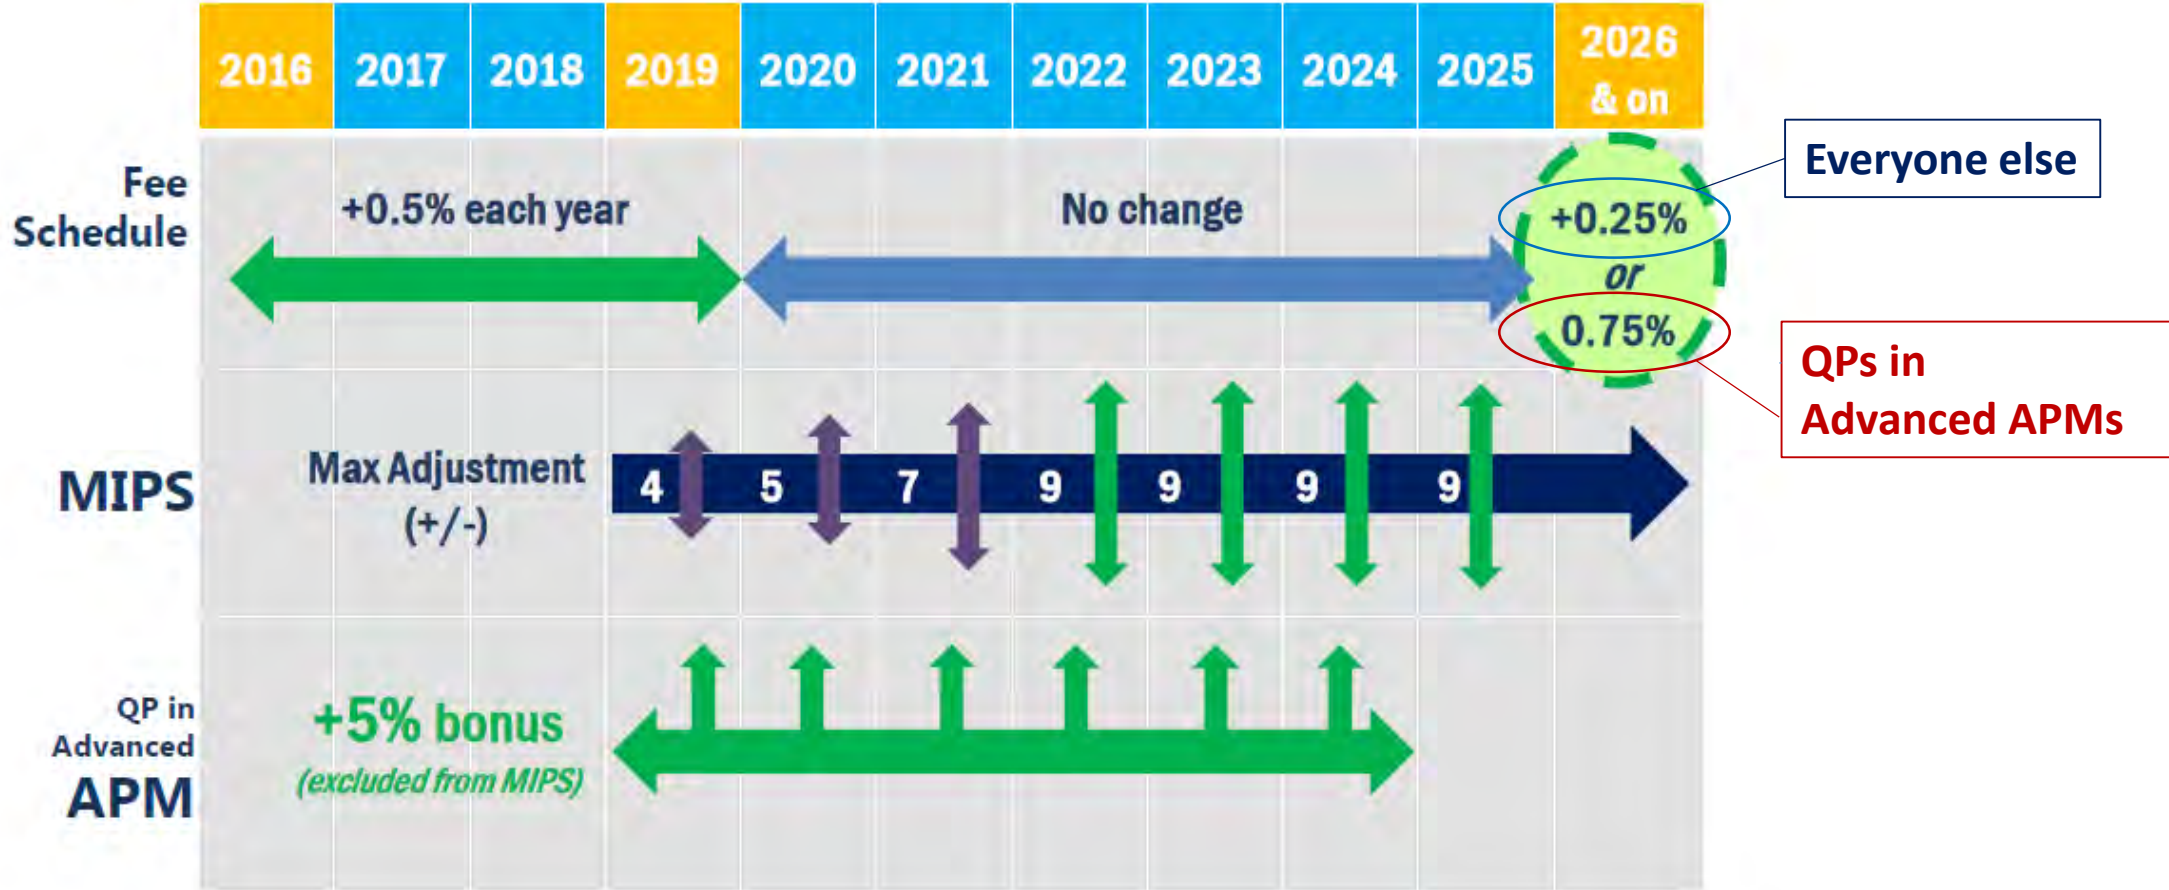 2016 2017 2018 2019 2020 2021 2022 2023 2024 2025 2026
& on
Fee
Schedule
+0.5% each year
No change
+0.25%
or
0.75%
Everyone else
QPs in
Advanced APMs
MIPS
Max Adjustment
(+/-)
4 5 7 9 9 9 9
QP in
Advanced
APM
+5% bonus
(excluded from MIPS)